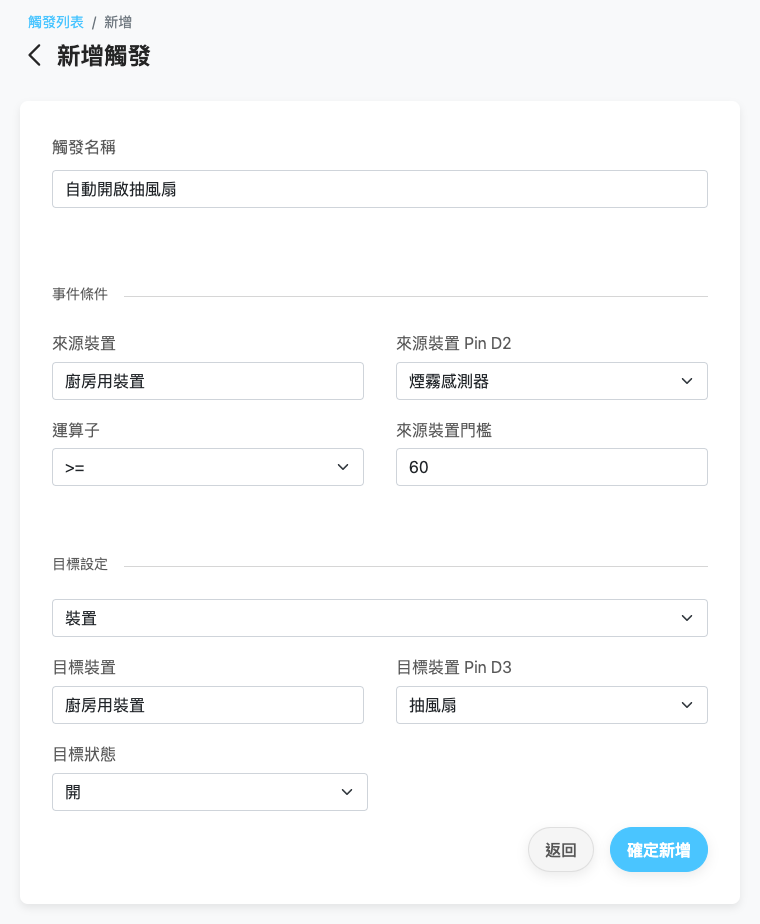 觸發列表 / 新增
新增觸發
觸發名稱
自動開啟抽風扇
事件條件
來源裝置
來源裝置 Pin D2
廚房用裝置
煙霧感測器
運算子
來源裝置門檻
>=
60
目標設定
裝置
目標裝置
目標裝置 Pin D3
廚房用裝置
抽風扇
目標狀態
開
返回
確定新增